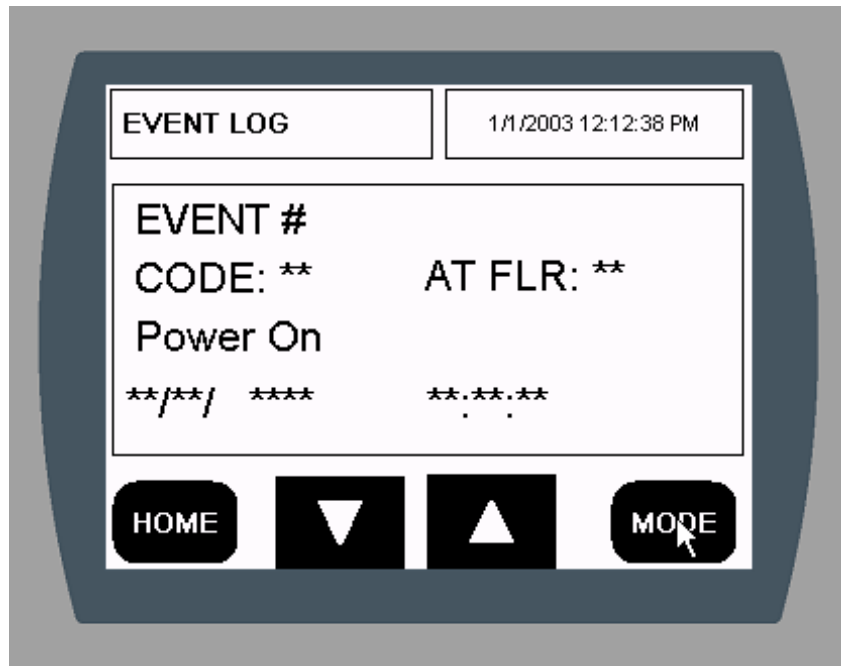 EVENT LOG
1/1/2003 12:12:38 PM
EVENT #
CODE: ** AT FLR: **
Power On
**/**/ **** **:**:**
HOME MODE